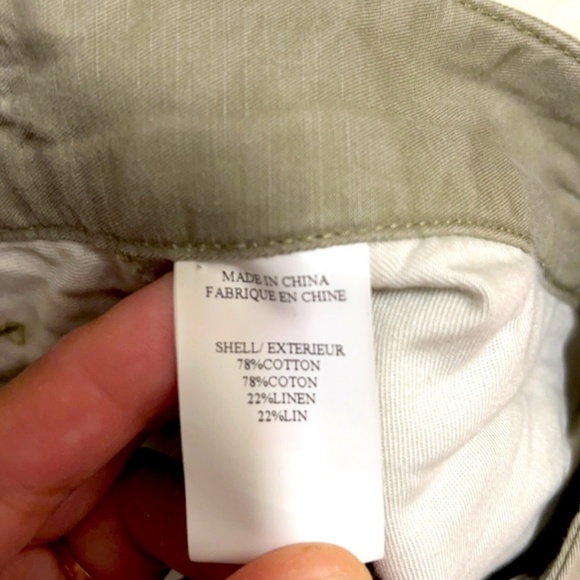 MADE IN CHINA
FABRIQUE EN CHINE
SHELL/ EXTERIEUR
78%COTTON
78%COTON
22%LINEN
22%LIN